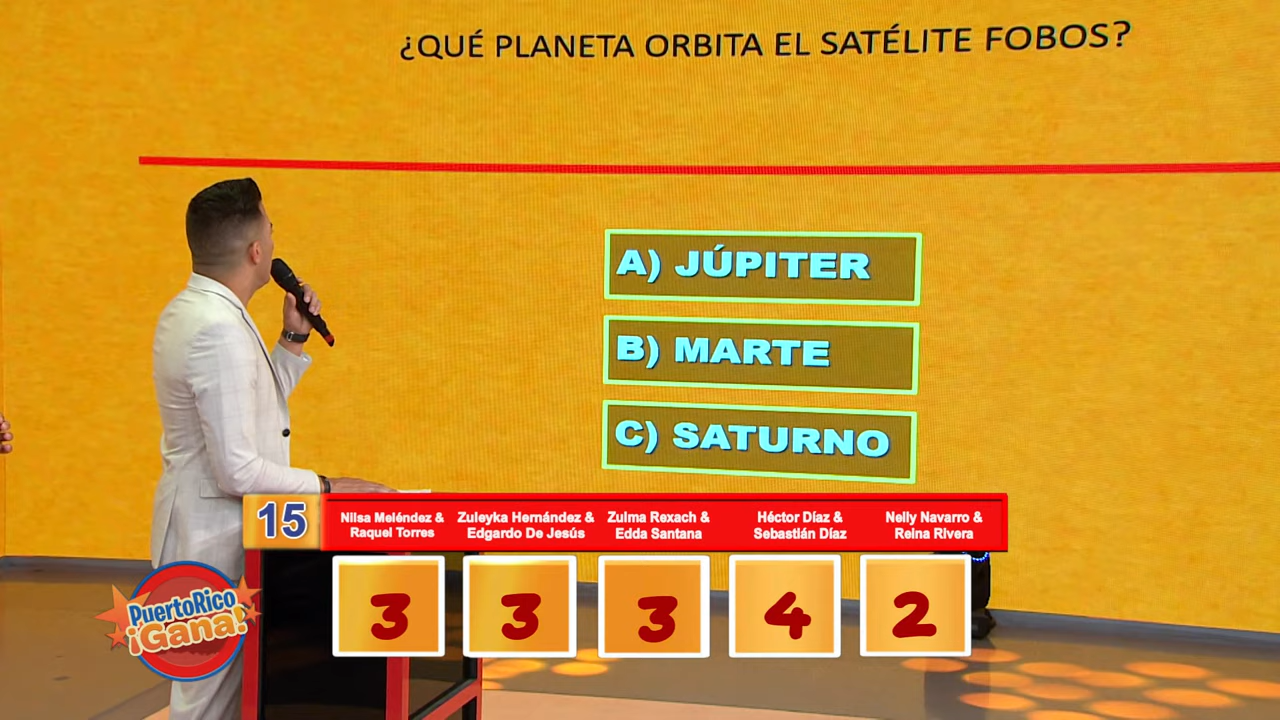 ¿QUÉ PLANETA ORBITA EL SATÉLITE FOBOS?
A) JÚPITER
B) MARTE
C) SATURNO
15
Nilsa Meléndez &
Raquel Torres
Zuleyka Hernández &
Edgardo De Jesús
Zulma Rexach &
Edda Santana
Héctor Díaz &
Sebastián Díaz
Nelly Navarro &
Reina Rivera
3
3
3
4
2
PuertoRico
¡Gana!